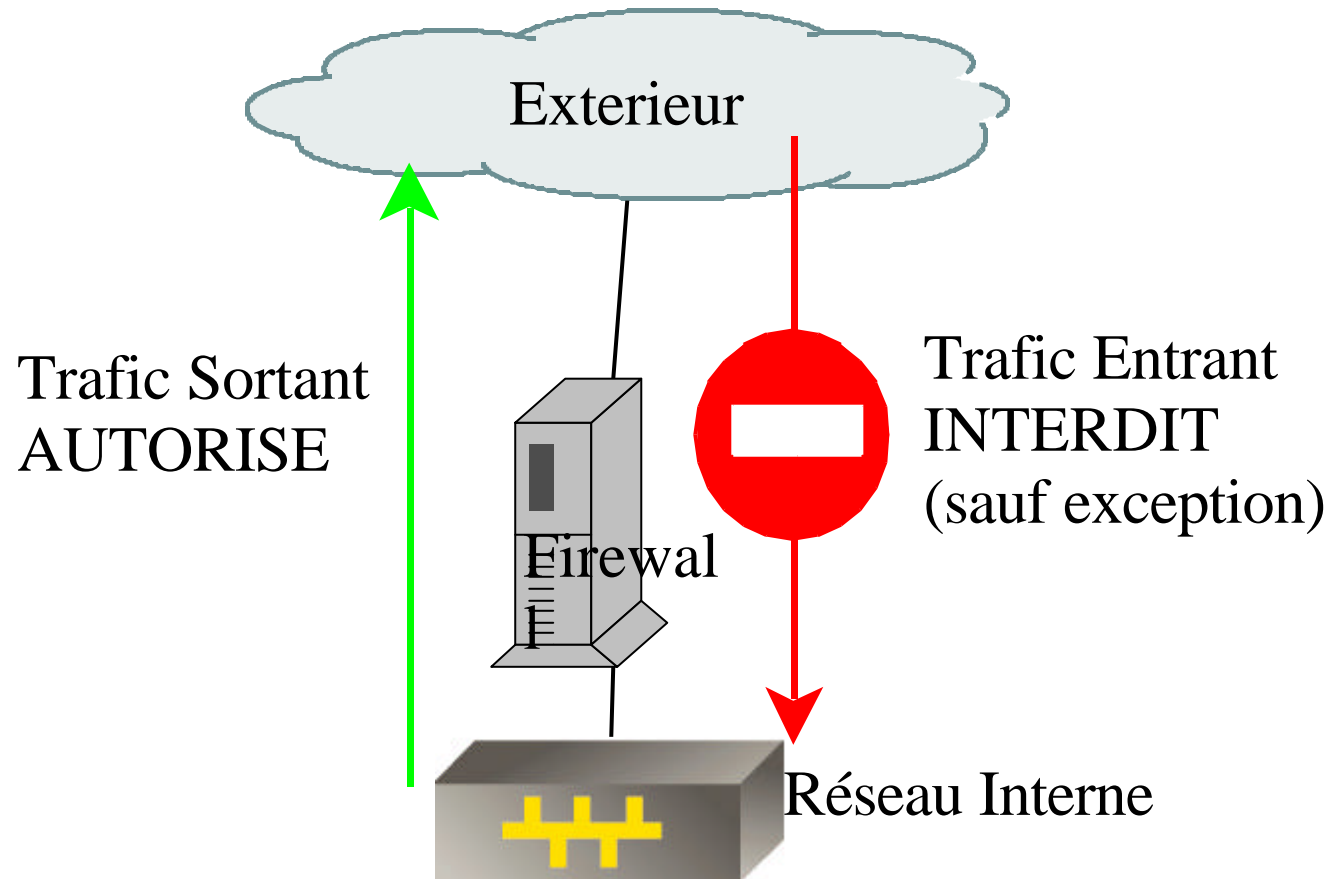 Exterieur
Trafic Sortant
AUTORISE
Trafic Entrant
INTERDIT
(sauf exception)
Firewal
l
Réseau Interne